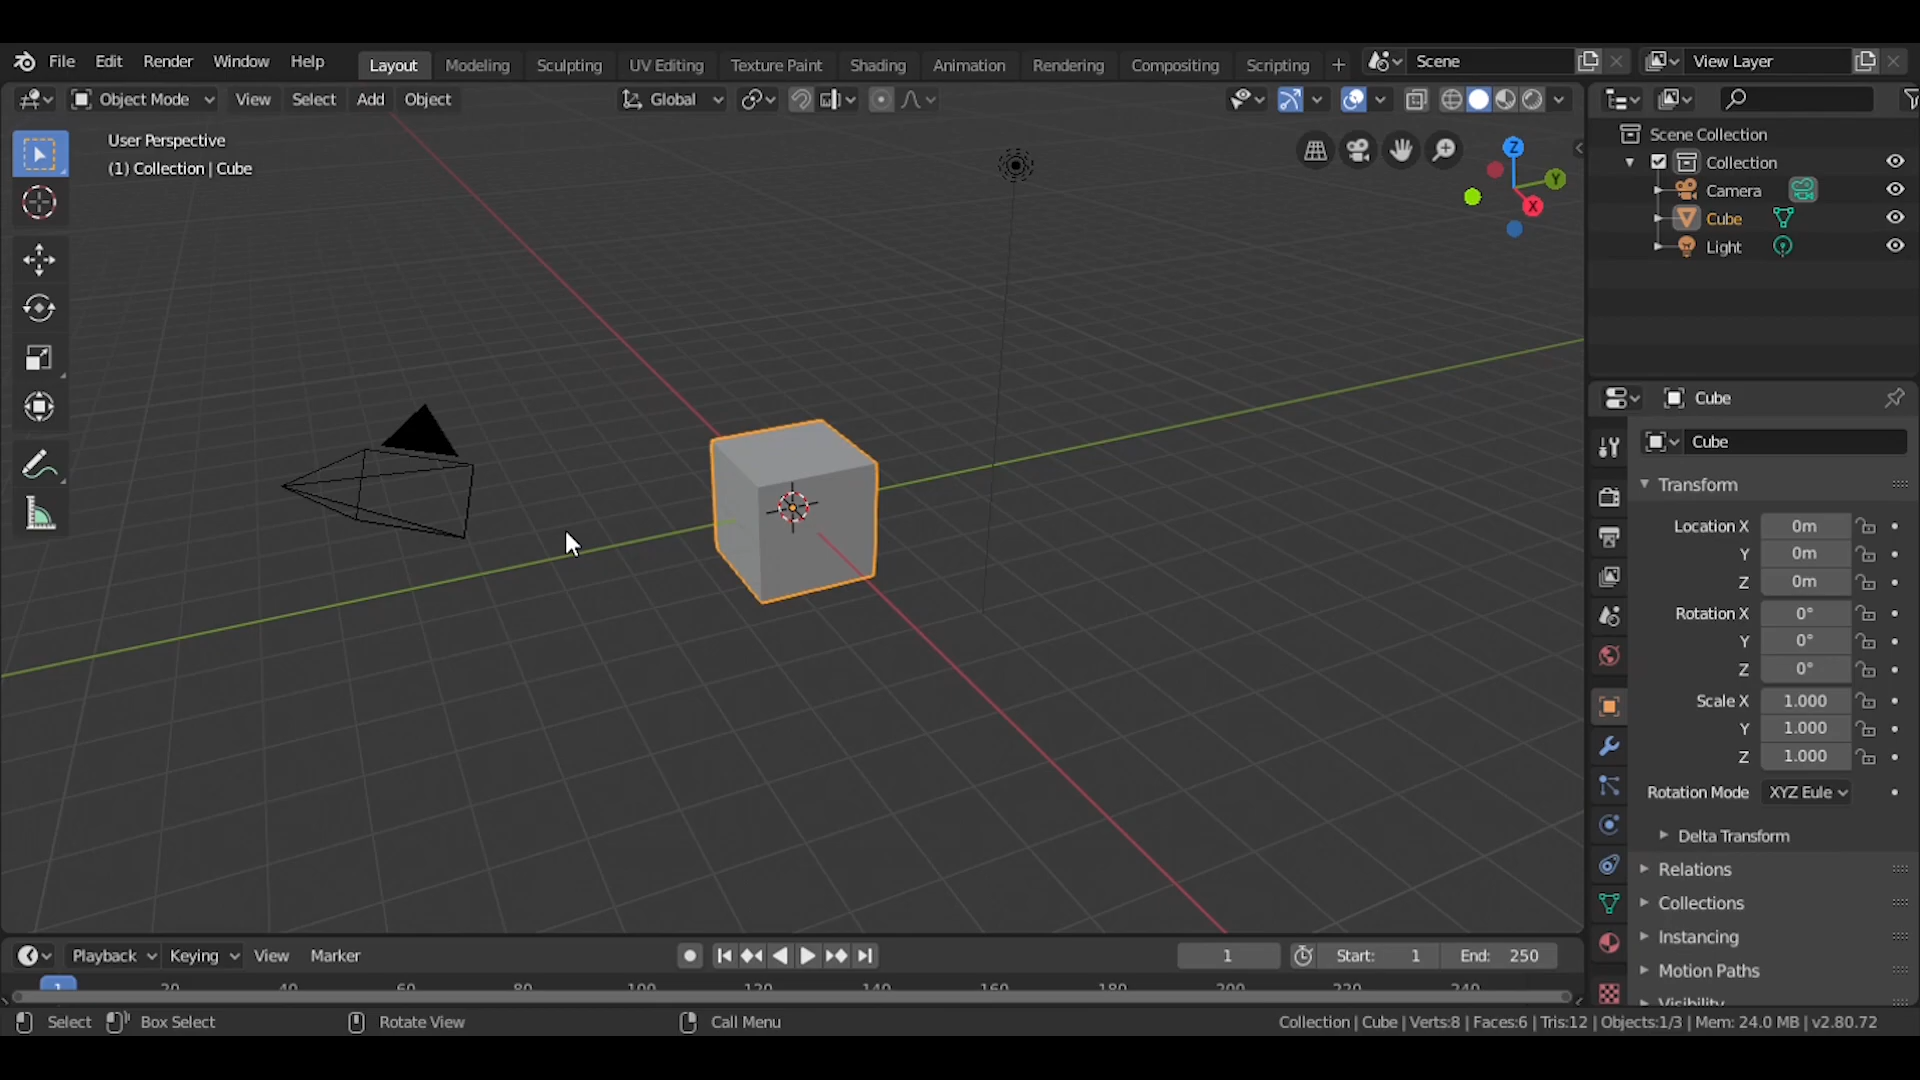 File Edit Render Window Help Layout Modeling Sculpting UV Editing Texture Paint Shading Animation Rendering Compositing Scripting + Scene View Layer
Object Mode View Select Add Object Global
User Perspective
(1) Collection | Cube
Z
Y
X
Scene Collection
Collection
Camera
Cube
Light
Cube
Cube
Transform
Location X 0m
Y 0m
Z 0m
Rotation X 0°
Y 0°
Z 0°
Scale X 1.000
Y 1.000
Z 1.000
Rotation Mode XYZ Eule
Delta Transform
Relations
Collections
Instancing
Motion Paths
Visibility
Playback Keying View Marker 1 Start: 1 End: 250
1 20 40 60 80 100 120 140 160 180 200 220 240
Select Box Select Rotate View Call Menu Collection | Cube | Verts:8 | Faces:6 | Tris:12 | Objects:1/3 | Mem: 24.0 MB | v2.80.72